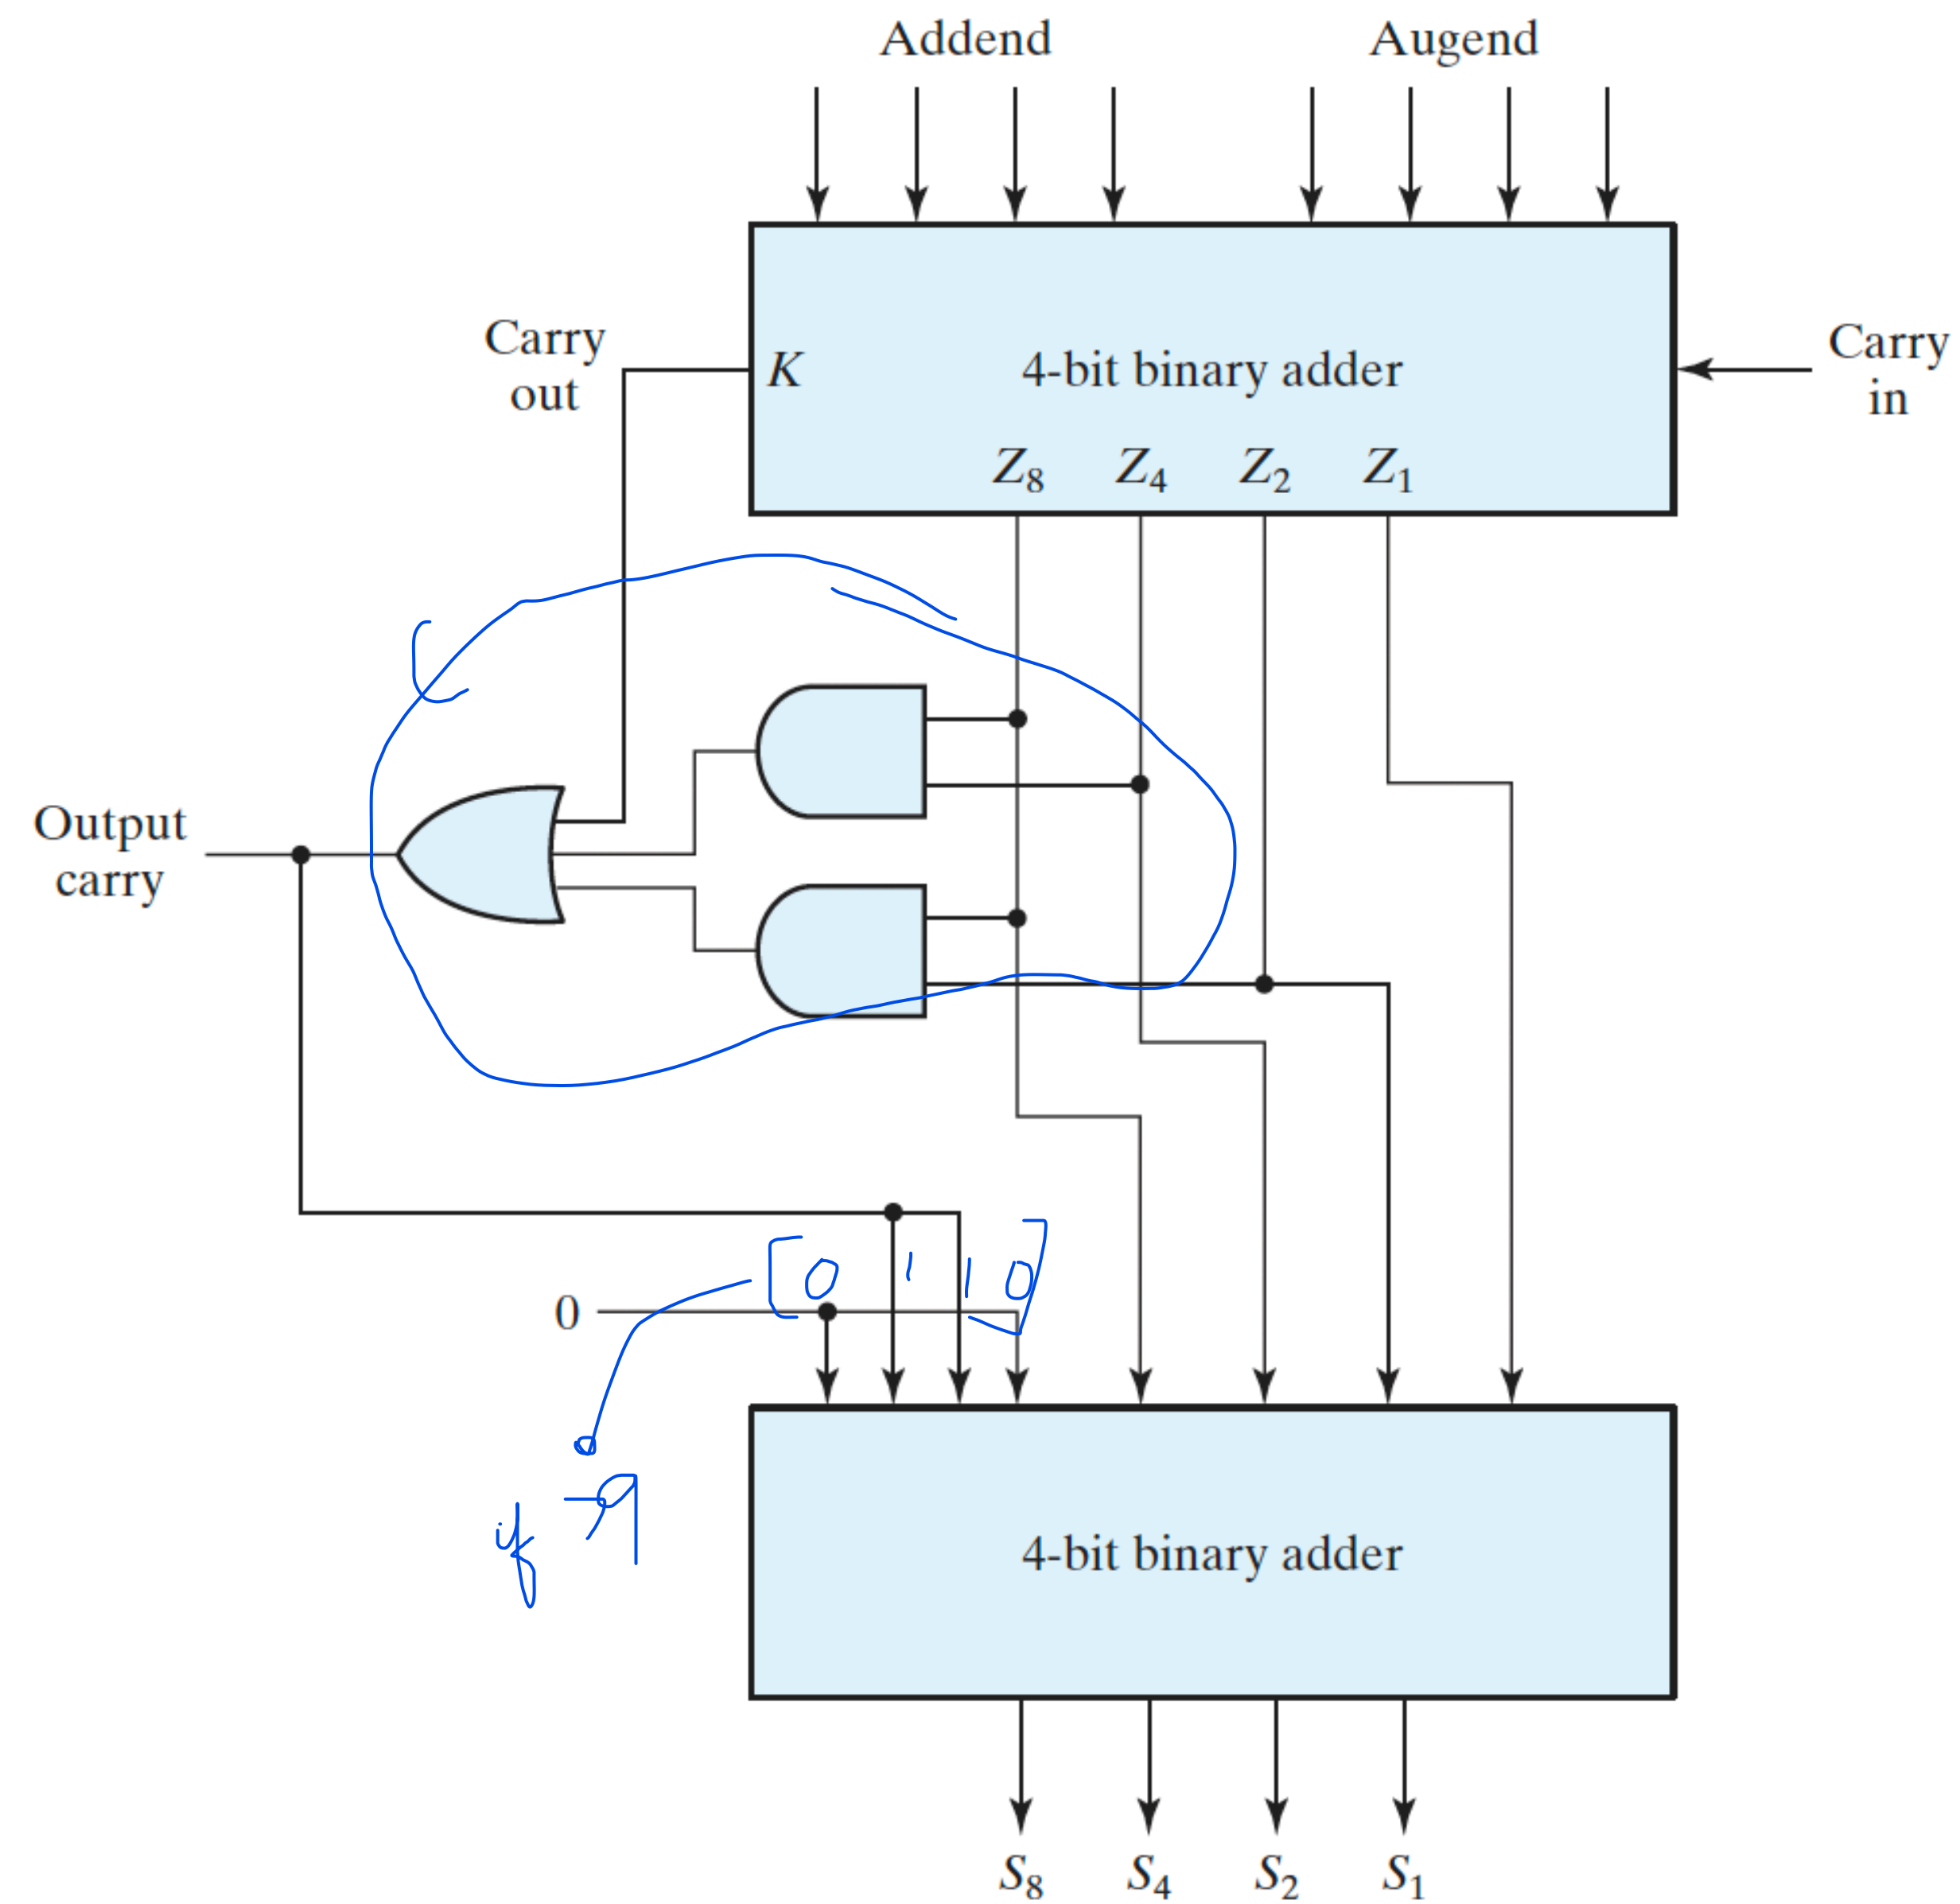 Addend Augend
Carry out
K
4-bit binary adder
Carry in
Z8 Z4 Z2 Z1
C
Output carry
[0 1 1 0]
0
if >9
4-bit binary adder
S8 S4 S2 S1